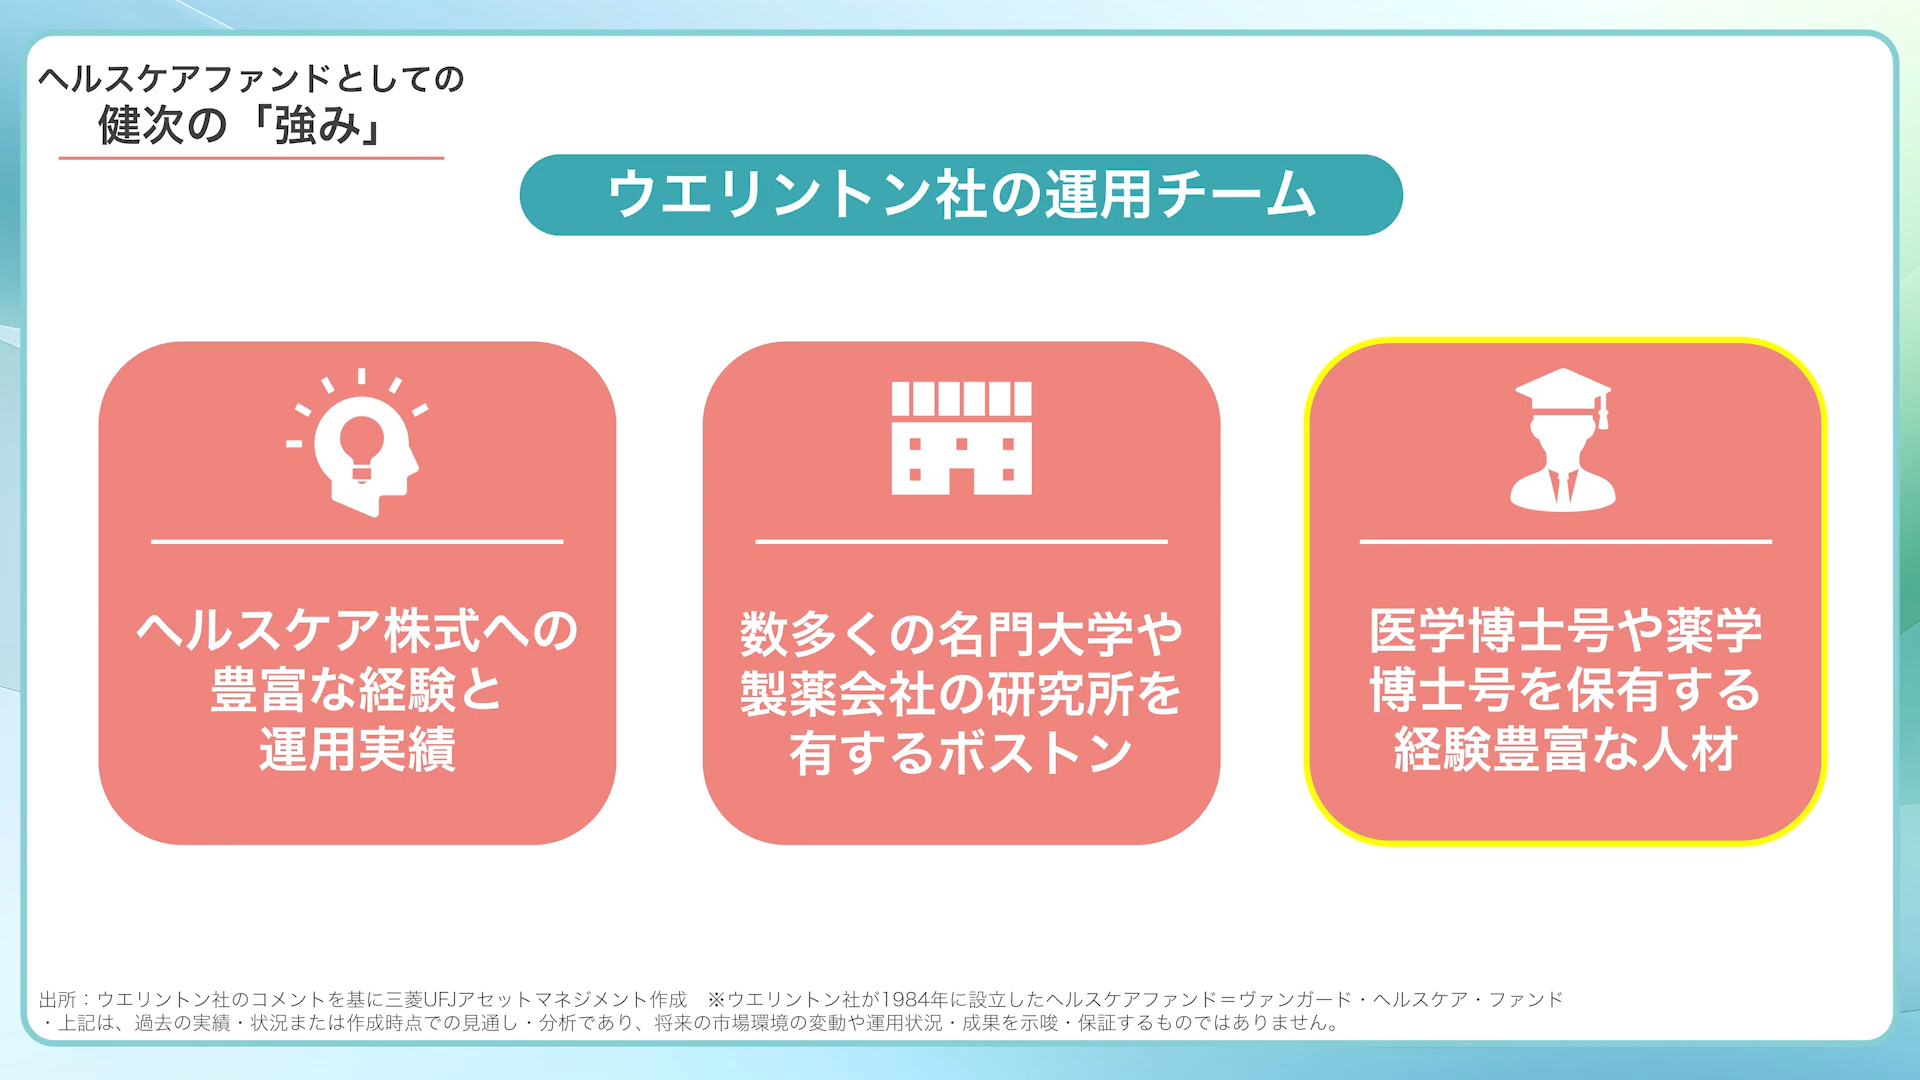 ヘルスケアファンドとしての
健次の「強み」
ウエリントン社の運用チーム
ヘルスケア株式への
豊富な経験と
運用実績
数多くの名門大学や
製薬会社の研究所を
有するボストン
医学博士号や薬学
博士号を保有する
経験豊富な人材
出所：ウエリントン社のコメントを基に三菱UFJアセットマネジメント作成　※ウエリントン社が1984年に設立したヘルスケアファンド＝ヴァンガード・ヘルスケア・ファンド
・上記は、過去の実績・状況または作成時点での見通し・分析であり、将来の市場環境の変動や運用状況・成果を示唆・保証するものではありません。